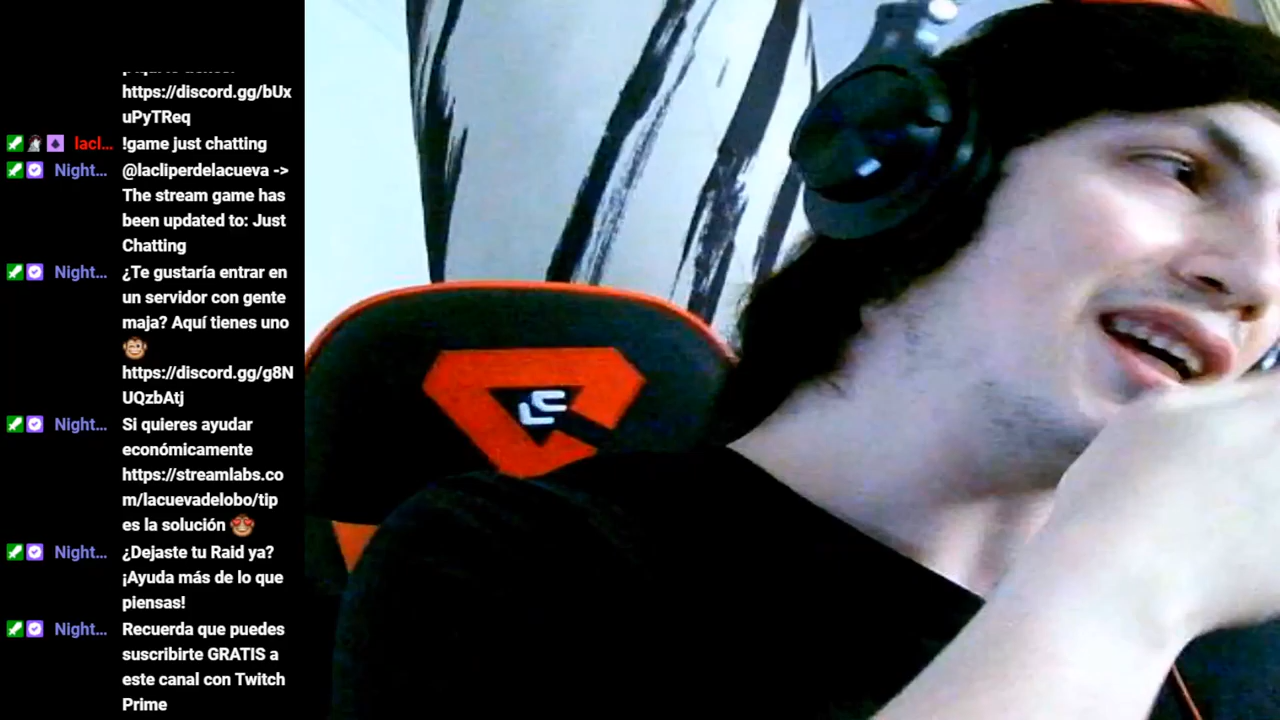 https://discord.gg/bUx
uPyTReq
lacl... !game just chatting
Night... @lacliperdelacueva ->
The stream game has
been updated to: Just
Chatting
Night... ¿Te gustaría entrar en
un servidor con gente
maja? Aquí tienes uno
🐵
https://discord.gg/g8N
UQzbAtj
Night... Si quieres ayudar
económicamente
https://streamlabs.co
m/lacuevadelobo/tip
es la solución
Night... ¿Dejaste tu Raid ya?
¡Ayuda más de lo que
piensas!
Night... Recuerda que puedes
suscribirte GRATIS a
este canal con Twitch
Prime